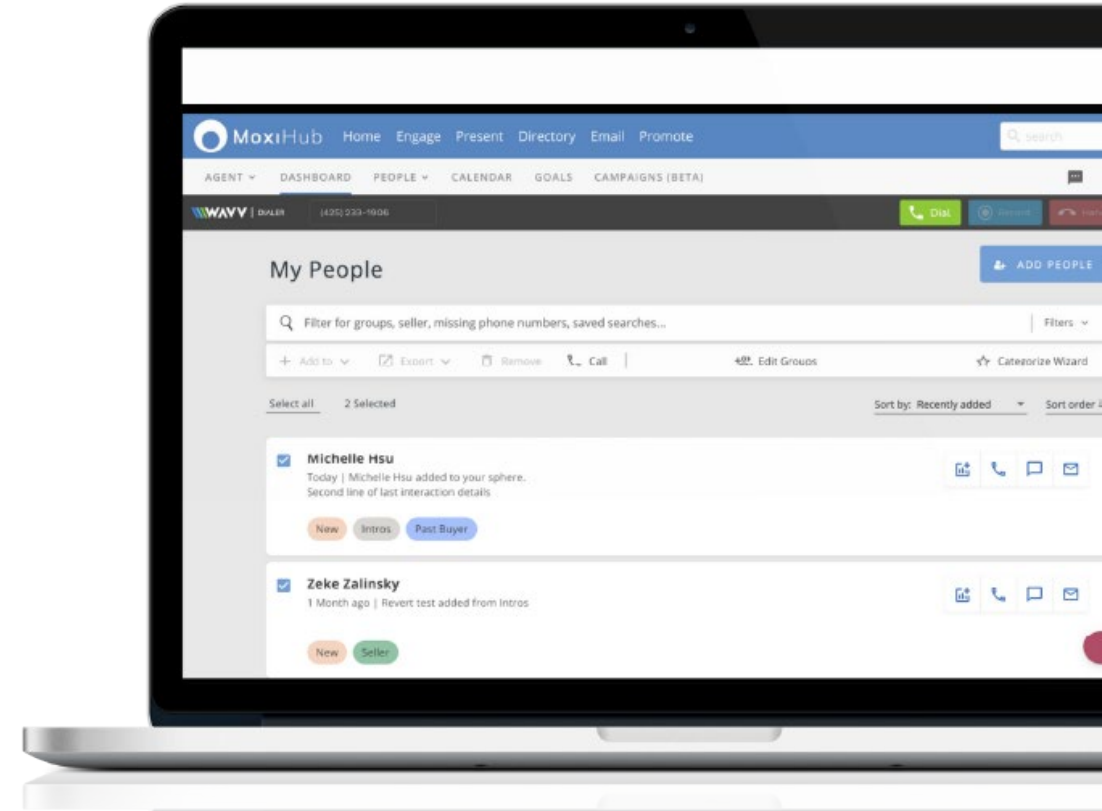 MoxiHub Home Engage Present Directory Email Promote search
AGENT DASHBOARD PEOPLE CALENDAR GOALS CAMPAIGNS (BETA)
WAVV | DIALER (425) 233-1906 Dial Record
My People
ADD PEOPLE
Filter for groups, seller, missing phone numbers, saved searches... Filters
Add to Export Remove Call Edit Groups Categorize Wizard
Select all 2 Selected Sort by: Recently added Sort order
Michelle Hsu
Today | Michelle Hsu added to your sphere.
Second line of last interaction details
New Intros Past Buyer
Zeke Zalinsky
1 Month ago | Revert test added from Intros
New Seller